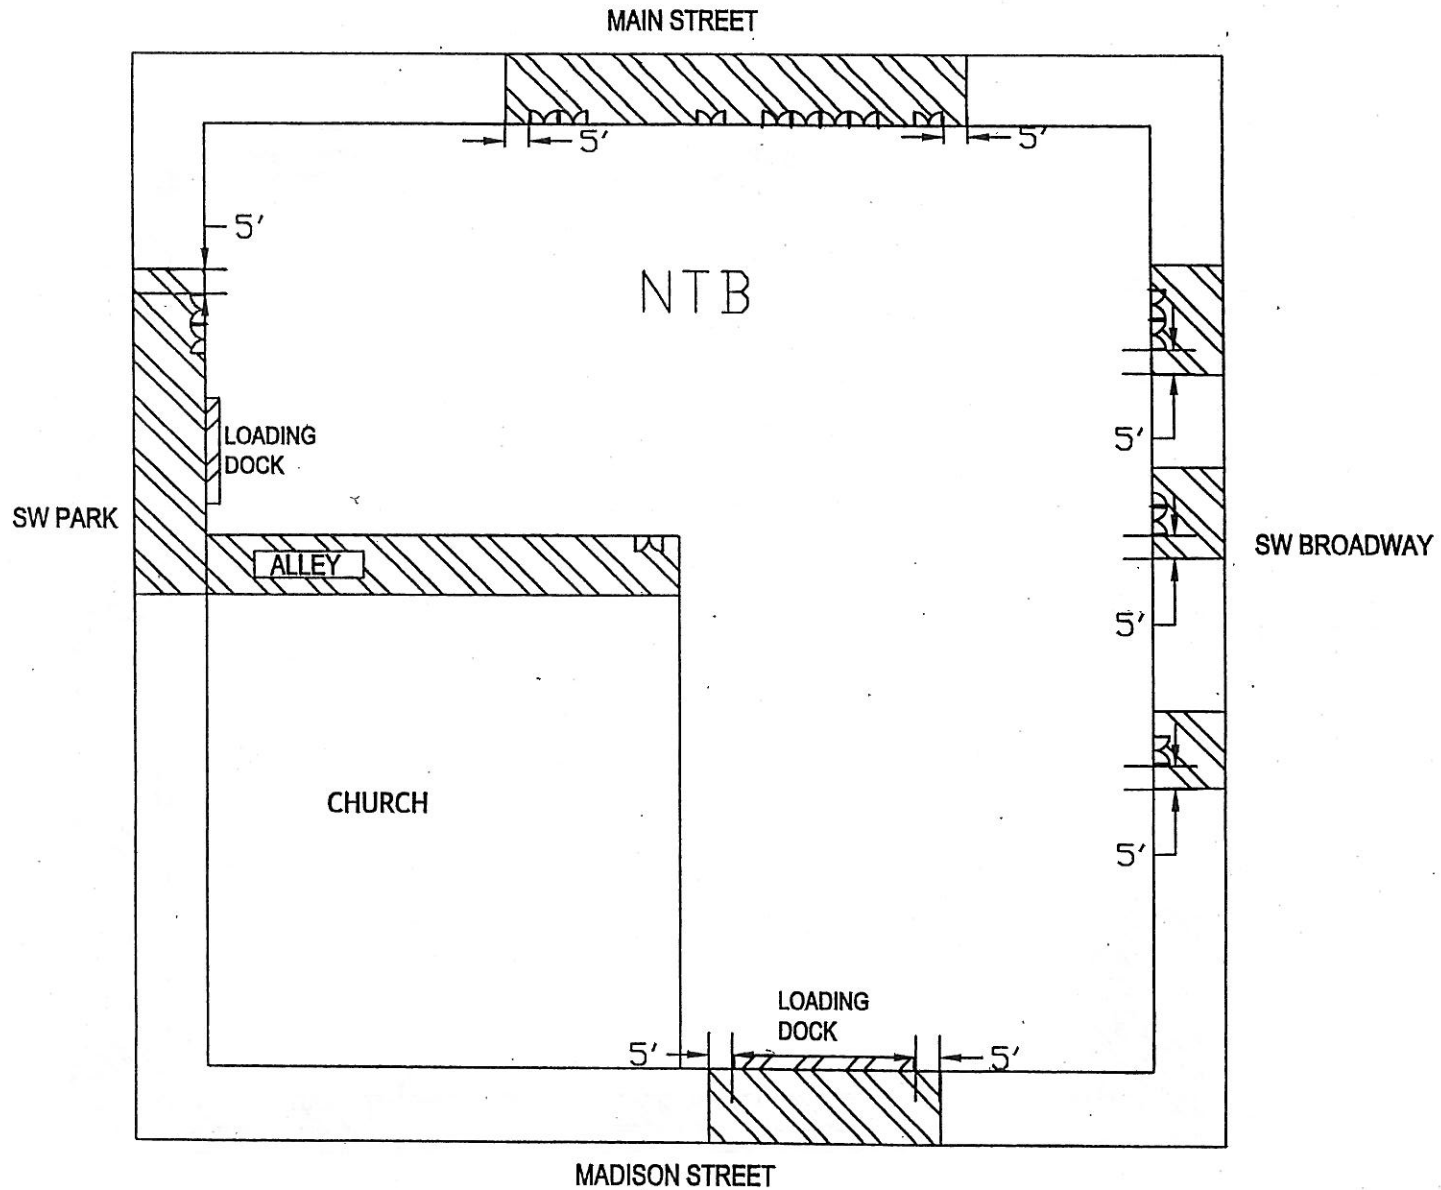 MAIN STREET
5'
5'
5'
NTB
LOADING
DOCK
5'
SW PARK
ALLEY
SW BROADWAY
5'
CHURCH
5'
LOADING
DOCK
5'
5'
MADISON STREET